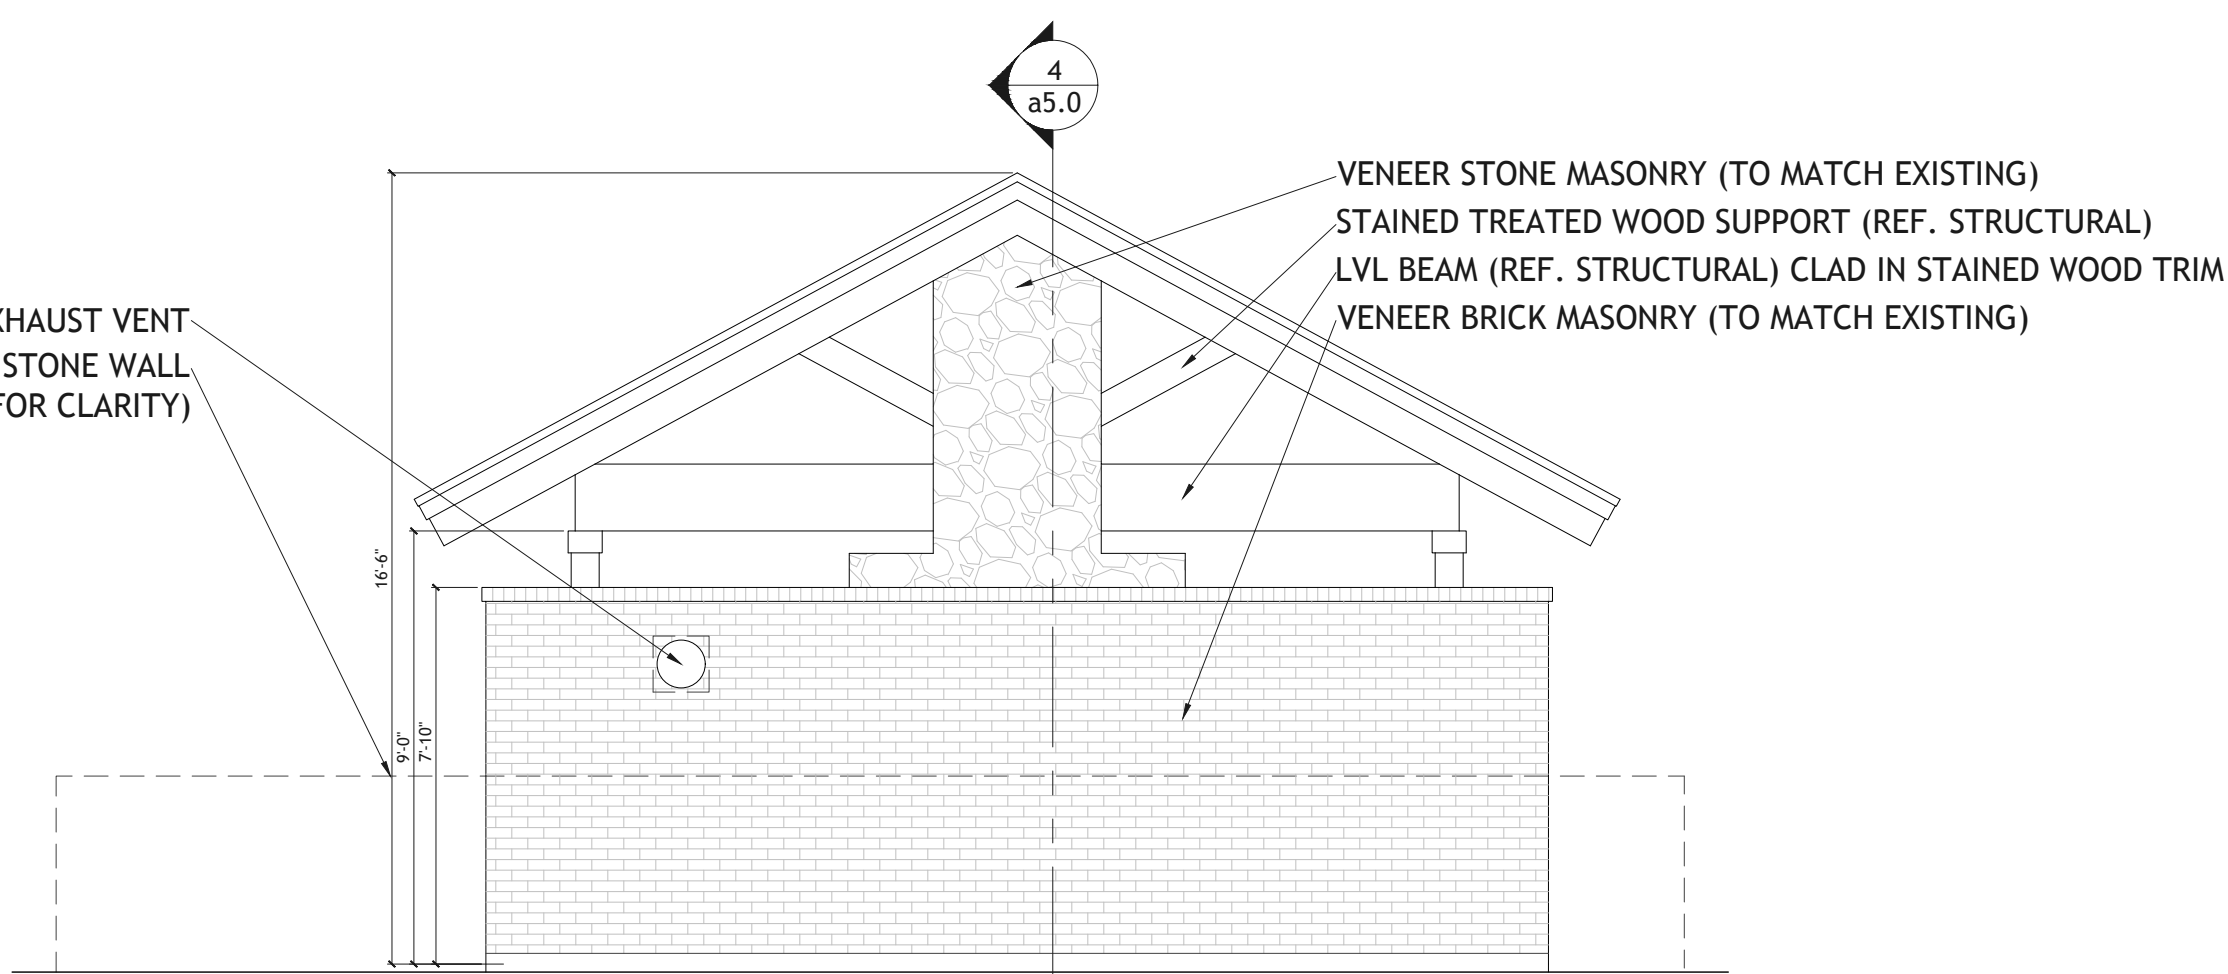 4
a5.0
VENEER STONE MASONRY (TO MATCH EXISTING)
STAINED TREATED WOOD SUPPORT (REF. STRUCTURAL)
LVL BEAM (REF. STRUCTURAL) CLAD IN STAINED WOOD TRIM
VENEER BRICK MASONRY (TO MATCH EXISTING)
VENT
STONE WALL
FOR CLARITY)
16'-6"
9'-0"
7'-10"